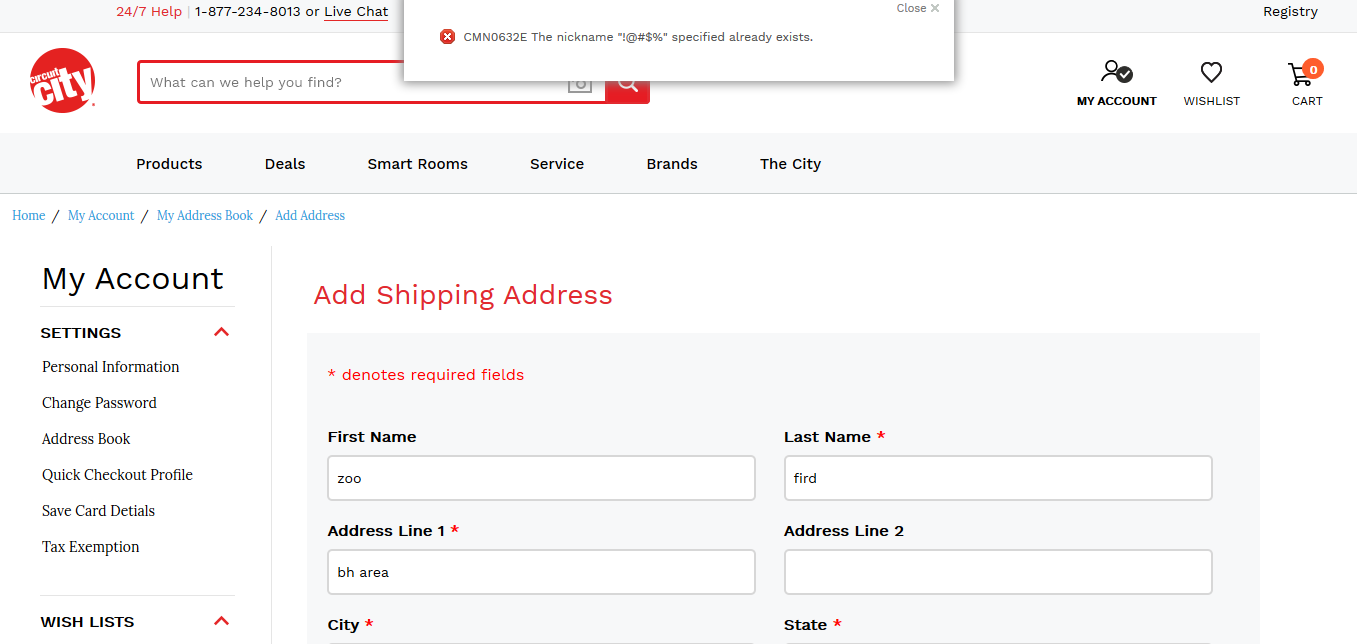 24/7 Help | 1-877-234-8013 or Live Chat
Close ×
Registry
CMN0632E The nickname "!@#$%" specified already exists.
circuit
city
What can we help you find?
MY ACCOUNT
WISHLIST
0
CART
Products Deals Smart Rooms Service Brands The City
Home / My Account / My Address Book / Add Address
My Account
SETTINGS
Personal Information
Change Password
Address Book
Quick Checkout Profile
Save Card Detials
Tax Exemption
WISH LISTS
Add Shipping Address
* denotes required fields
First Name
Last Name *
zoo
fird
Address Line 1 *
Address Line 2
bh area
City *
State *